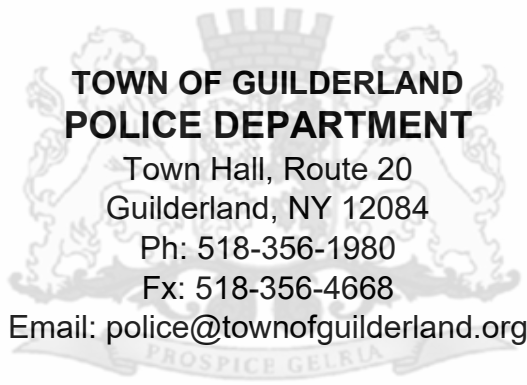 TOWN OF GUILDERLAND
POLICE DEPARTMENT
Town Hall, Route 20
Guilderland, NY 12084
Ph: 518-356-1980
Fx: 518-356-4668
Email: police@townofguilderland.org
PROSPICE GELRIA